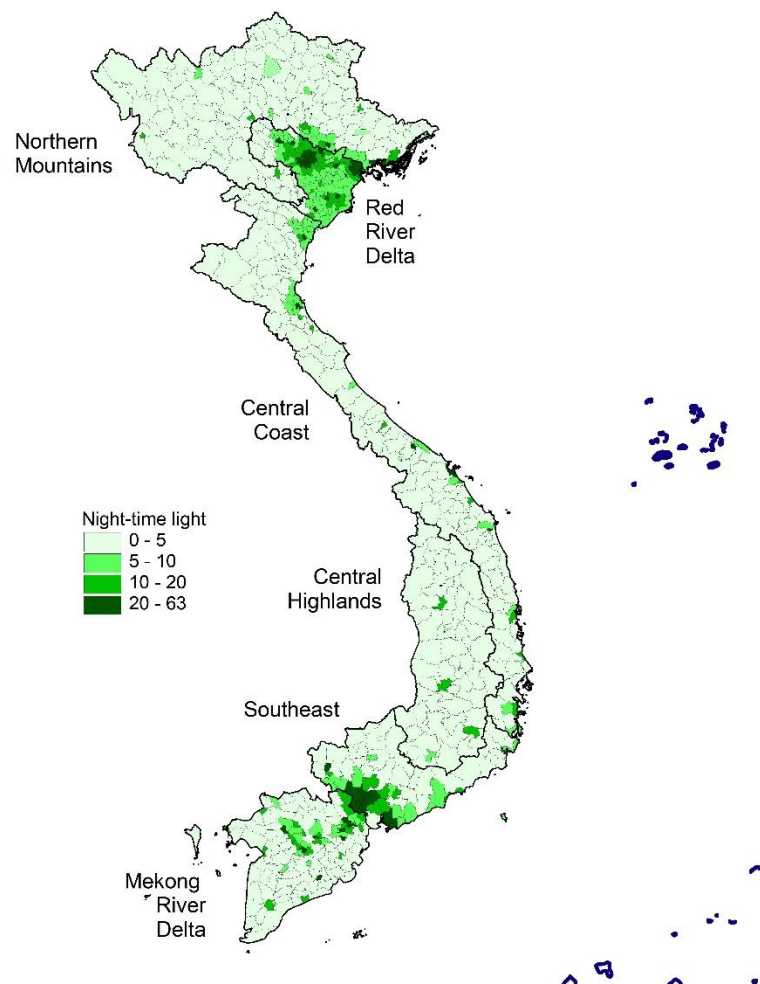 Northern
Mountains
Red
River
Delta
Central
Coast
Night-time light
0 - 5
5 - 10
10 - 20
20 - 63
Central
Highlands
Southeast
Mekong
River
Delta